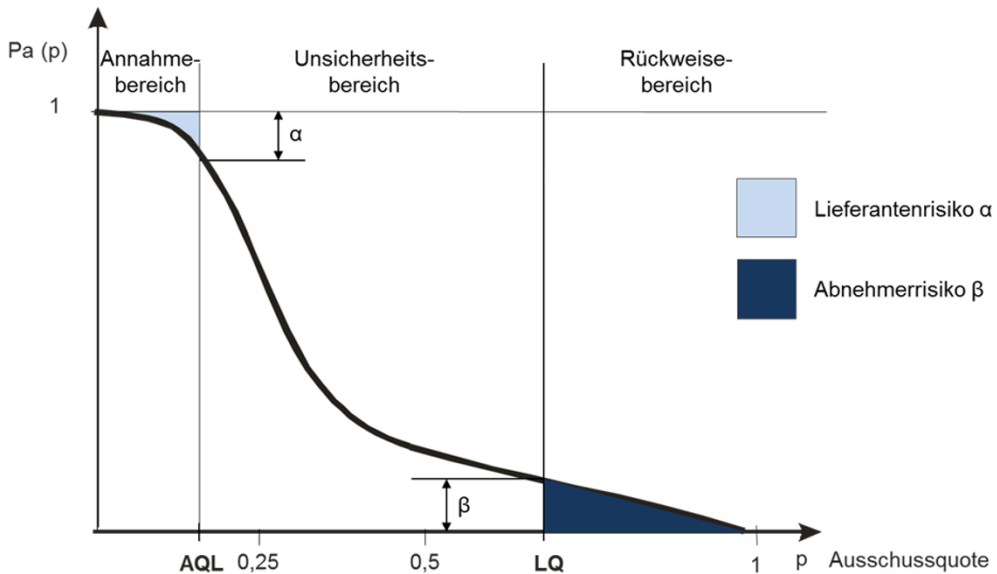 Pa (p)
Annahme-
bereich
Unsicherheits-
bereich
Rückweise-
bereich
1
α
Lieferantenrisiko α
Abnehmerrisiko β
β
AQL
0,25
0,5
LQ
1
p
Ausschussquote